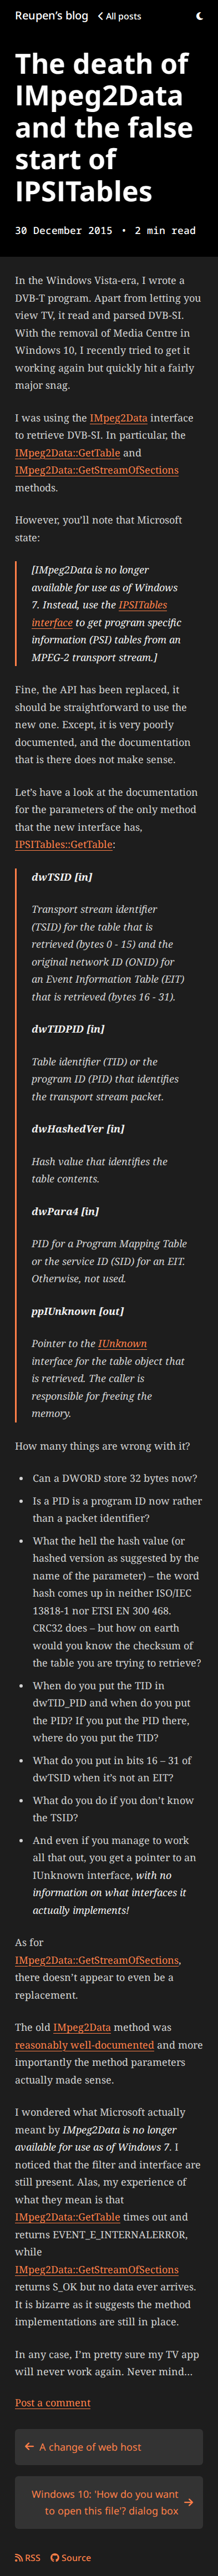 Reupen's blog All posts
The death of
IMpeg2Data
and the false
start of
IPSITables
30 December 2015 • 2 min read
In the Windows Vista-era, I wrote a
DVB-T program. Apart from letting you
view TV, it read and parsed DVB-SI.
With the removal of Media Centre in
Windows 10, I recently tried to get it
working again but quickly hit a fairly
major snag.
I was using the IMpeg2Data interface
to retrieve DVB-SI. In particular, the
IMpeg2Data::GetTable and
IMpeg2Data::GetStreamOfSections
methods.
However, you'll note that Microsoft
state:
[IMpeg2Data is no longer
available for use as of Windows
7. Instead, use the IPSITables
interface to get program specific
information (PSI) tables from an
MPEG-2 transport stream.]
Fine, the API has been replaced, it
should be straightforward to use the
new one. Except, it is very poorly
documented, and the documentation
that is there does not make sense.
Let's have a look at the documentation
for the parameters of the only method
that the new interface has,
IPSITables::GetTable:
dwTSID [in]
Transport stream identifier
(TSID) for the table that is
retrieved (bytes 0 - 15) and the
original network ID (ONID) for
an Event Information Table (EIT)
that is retrieved (bytes 16 - 31).
dwTIDPID [in]
Table identifier (TID) or the
program ID (PID) that identifies
the transport stream packet.
dwHashedVer [in]
Hash value that identifies the
table contents.
dwPara4 [in]
PID for a Program Mapping Table
or the service ID (SID) for an EIT.
Otherwise, not used.
ppIUnknown [out]
Pointer to the IUnknown
interface for the table object that
is retrieved. The caller is
responsible for freeing the
memory.
How many things are wrong with it?
• Can a DWORD store 32 bytes now?
• Is a PID is a program ID now rather
than a packet identifier?
• What the hell the hash value (or
hashed version as suggested by the
name of the parameter) – the word
hash comes up in neither ISO/IEC
13818-1 nor ETSI EN 300 468.
CRC32 does – but how on earth
would you know the checksum of
the table you are trying to retrieve?
• When do you put the TID in
dwTID_PID and when do you put
the PID? If you put the PID there,
where do you put the TID?
• What do you put in bits 16 – 31 of
dwTSID when it's not an EIT?
• What do you do if you don't know
the TSID?
• And even if you manage to work
all that out, you get a pointer to an
IUnknown interface, with no
information on what interfaces it
actually implements!
As for
IMpeg2Data::GetStreamOfSections,
there doesn't appear to even be a
replacement.
The old IMpeg2Data method was
reasonably well-documented and more
importantly the method parameters
actually made sense.
I wondered what Microsoft actually
meant by IMpeg2Data is no longer
available for use as of Windows 7. I
noticed that the filter and interface are
still present. Alas, my experience of
what they mean is that
IMpeg2Data::GetTable times out and
returns EVENT_E_INTERNALERROR,
while
IMpeg2Data::GetStreamOfSections
returns S_OK but no data ever arrives.
It is bizarre as it suggests the method
implementations are still in place.
In any case, I'm pretty sure my TV app
will never work again. Never mind...
Post a comment
← A change of web host
Windows 10: 'How do you want →
to open this file'? dialog box
RSS Source